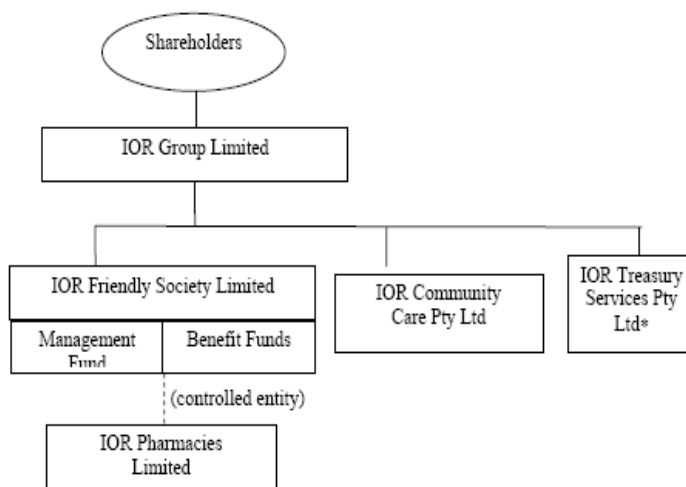 Shareholders
IOR Group Limited
IOR Friendly Society Limited
Management
Fund
Benefit Funds
IOR Community
Care Pty Ltd
IOR Treasury
Services Pty
Ltd*
(controlled entity)
IOR Pharmacies
Limited